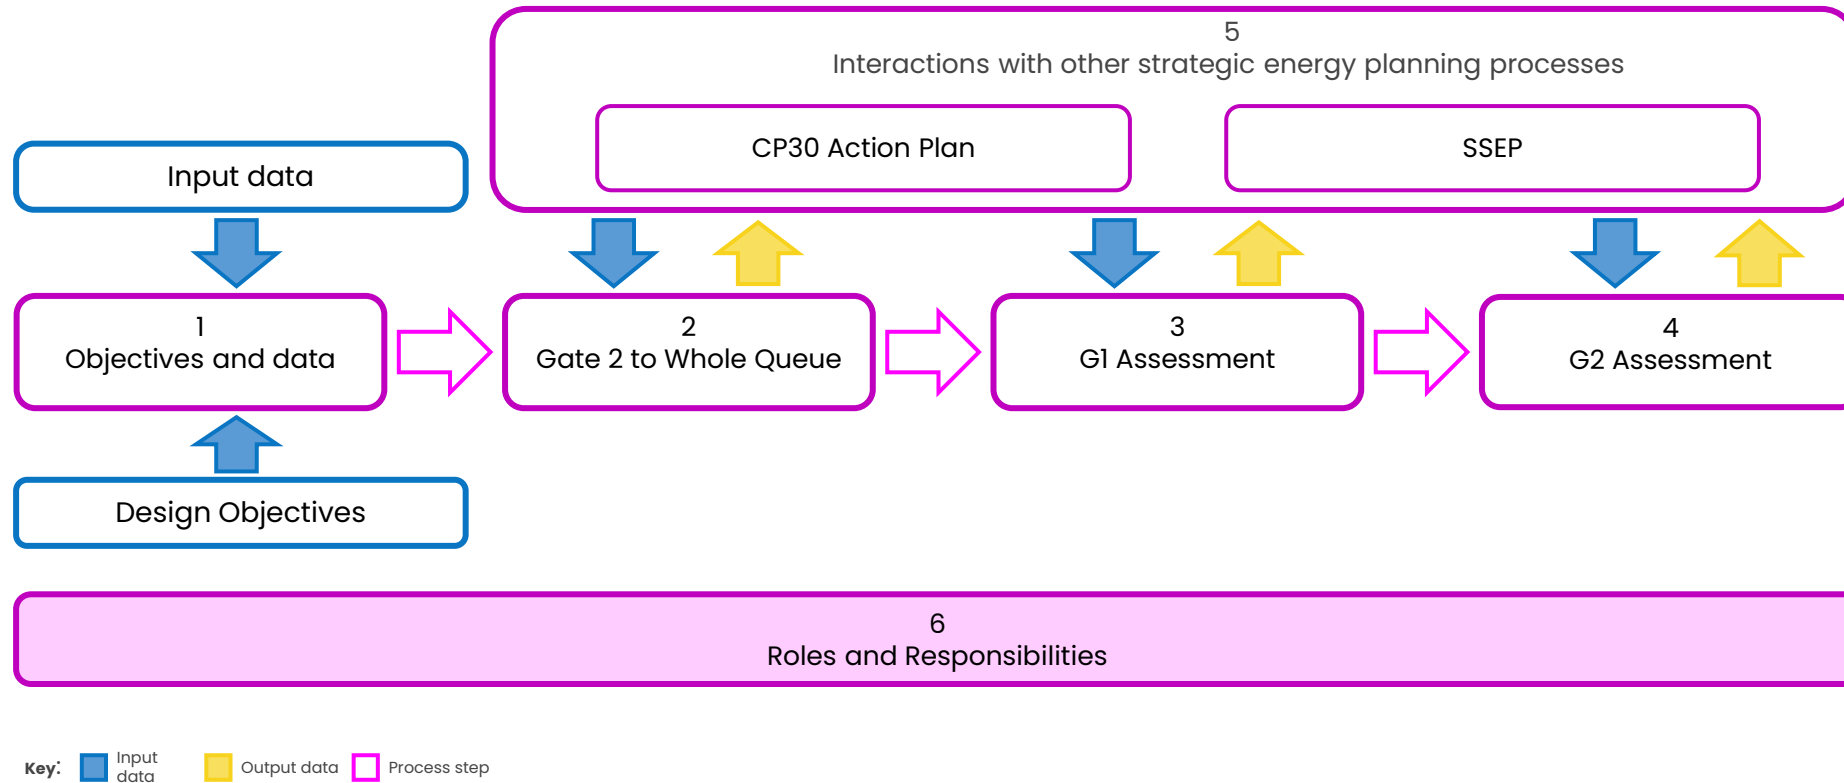 5
Interactions with other strategic energy planning processes
CP30 Action Plan
SSEP
Input data
1
Objectives and data
2
Gate 2 to Whole Queue
3
G1 Assessment
4
G2 Assessment
Design Objectives
6
Roles and Responsibilities
Key:
Input
data
Output data
Process step